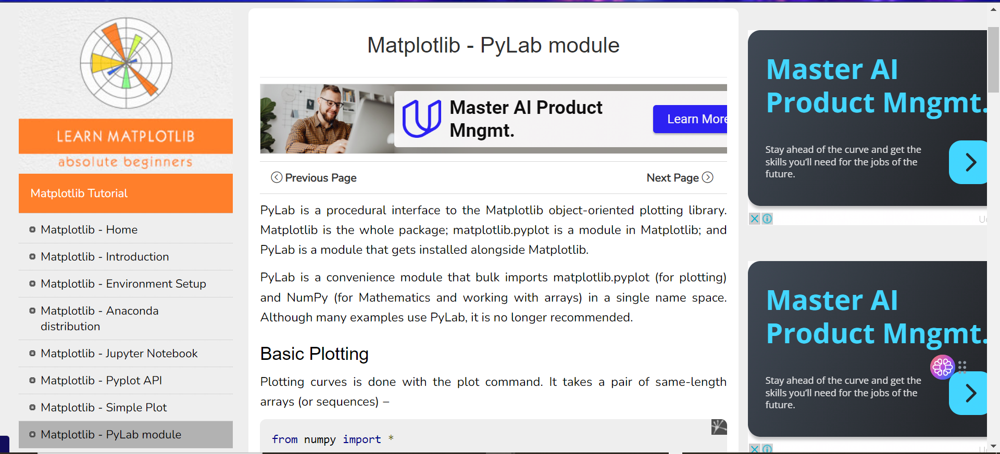 LEARN MATPLOTLIB
absolute beginners
Matplotlib Tutorial
Matplotlib - Home
Matplotlib - Introduction
Matplotlib - Environment Setup
Matplotlib - Anaconda
distribution
Matplotlib - Jupyter Notebook
Matplotlib - Pyplot API
Matplotlib - Simple Plot
Matplotlib - PyLab module
Matplotlib - PyLab module
Master AI Product
Mngmt.
Learn More
Previous Page
Next Page
PyLab is a procedural interface to the Matplotlib object-oriented plotting library.
Matplotlib is the whole package; matplotlib.pyplot is a module in Matplotlib; and
PyLab is a module that gets installed alongside Matplotlib.
PyLab is a convenience module that bulk imports matplotlib.pyplot (for plotting)
and NumPy (for Mathematics and working with arrays) in a single name space.
Although many examples use PyLab, it is no longer recommended.
Basic Plotting
Plotting curves is done with the plot command. It takes a pair of same-length
arrays (or sequences) –
from numpy import *
Master AI
Product Mngmt.
Stay ahead of the curve and get the
skills you'll need for the jobs of the
future.
Master AI
Product Mngmt.
Stay ahead of the curve and get the
skills you'll need for the jobs of the
future.